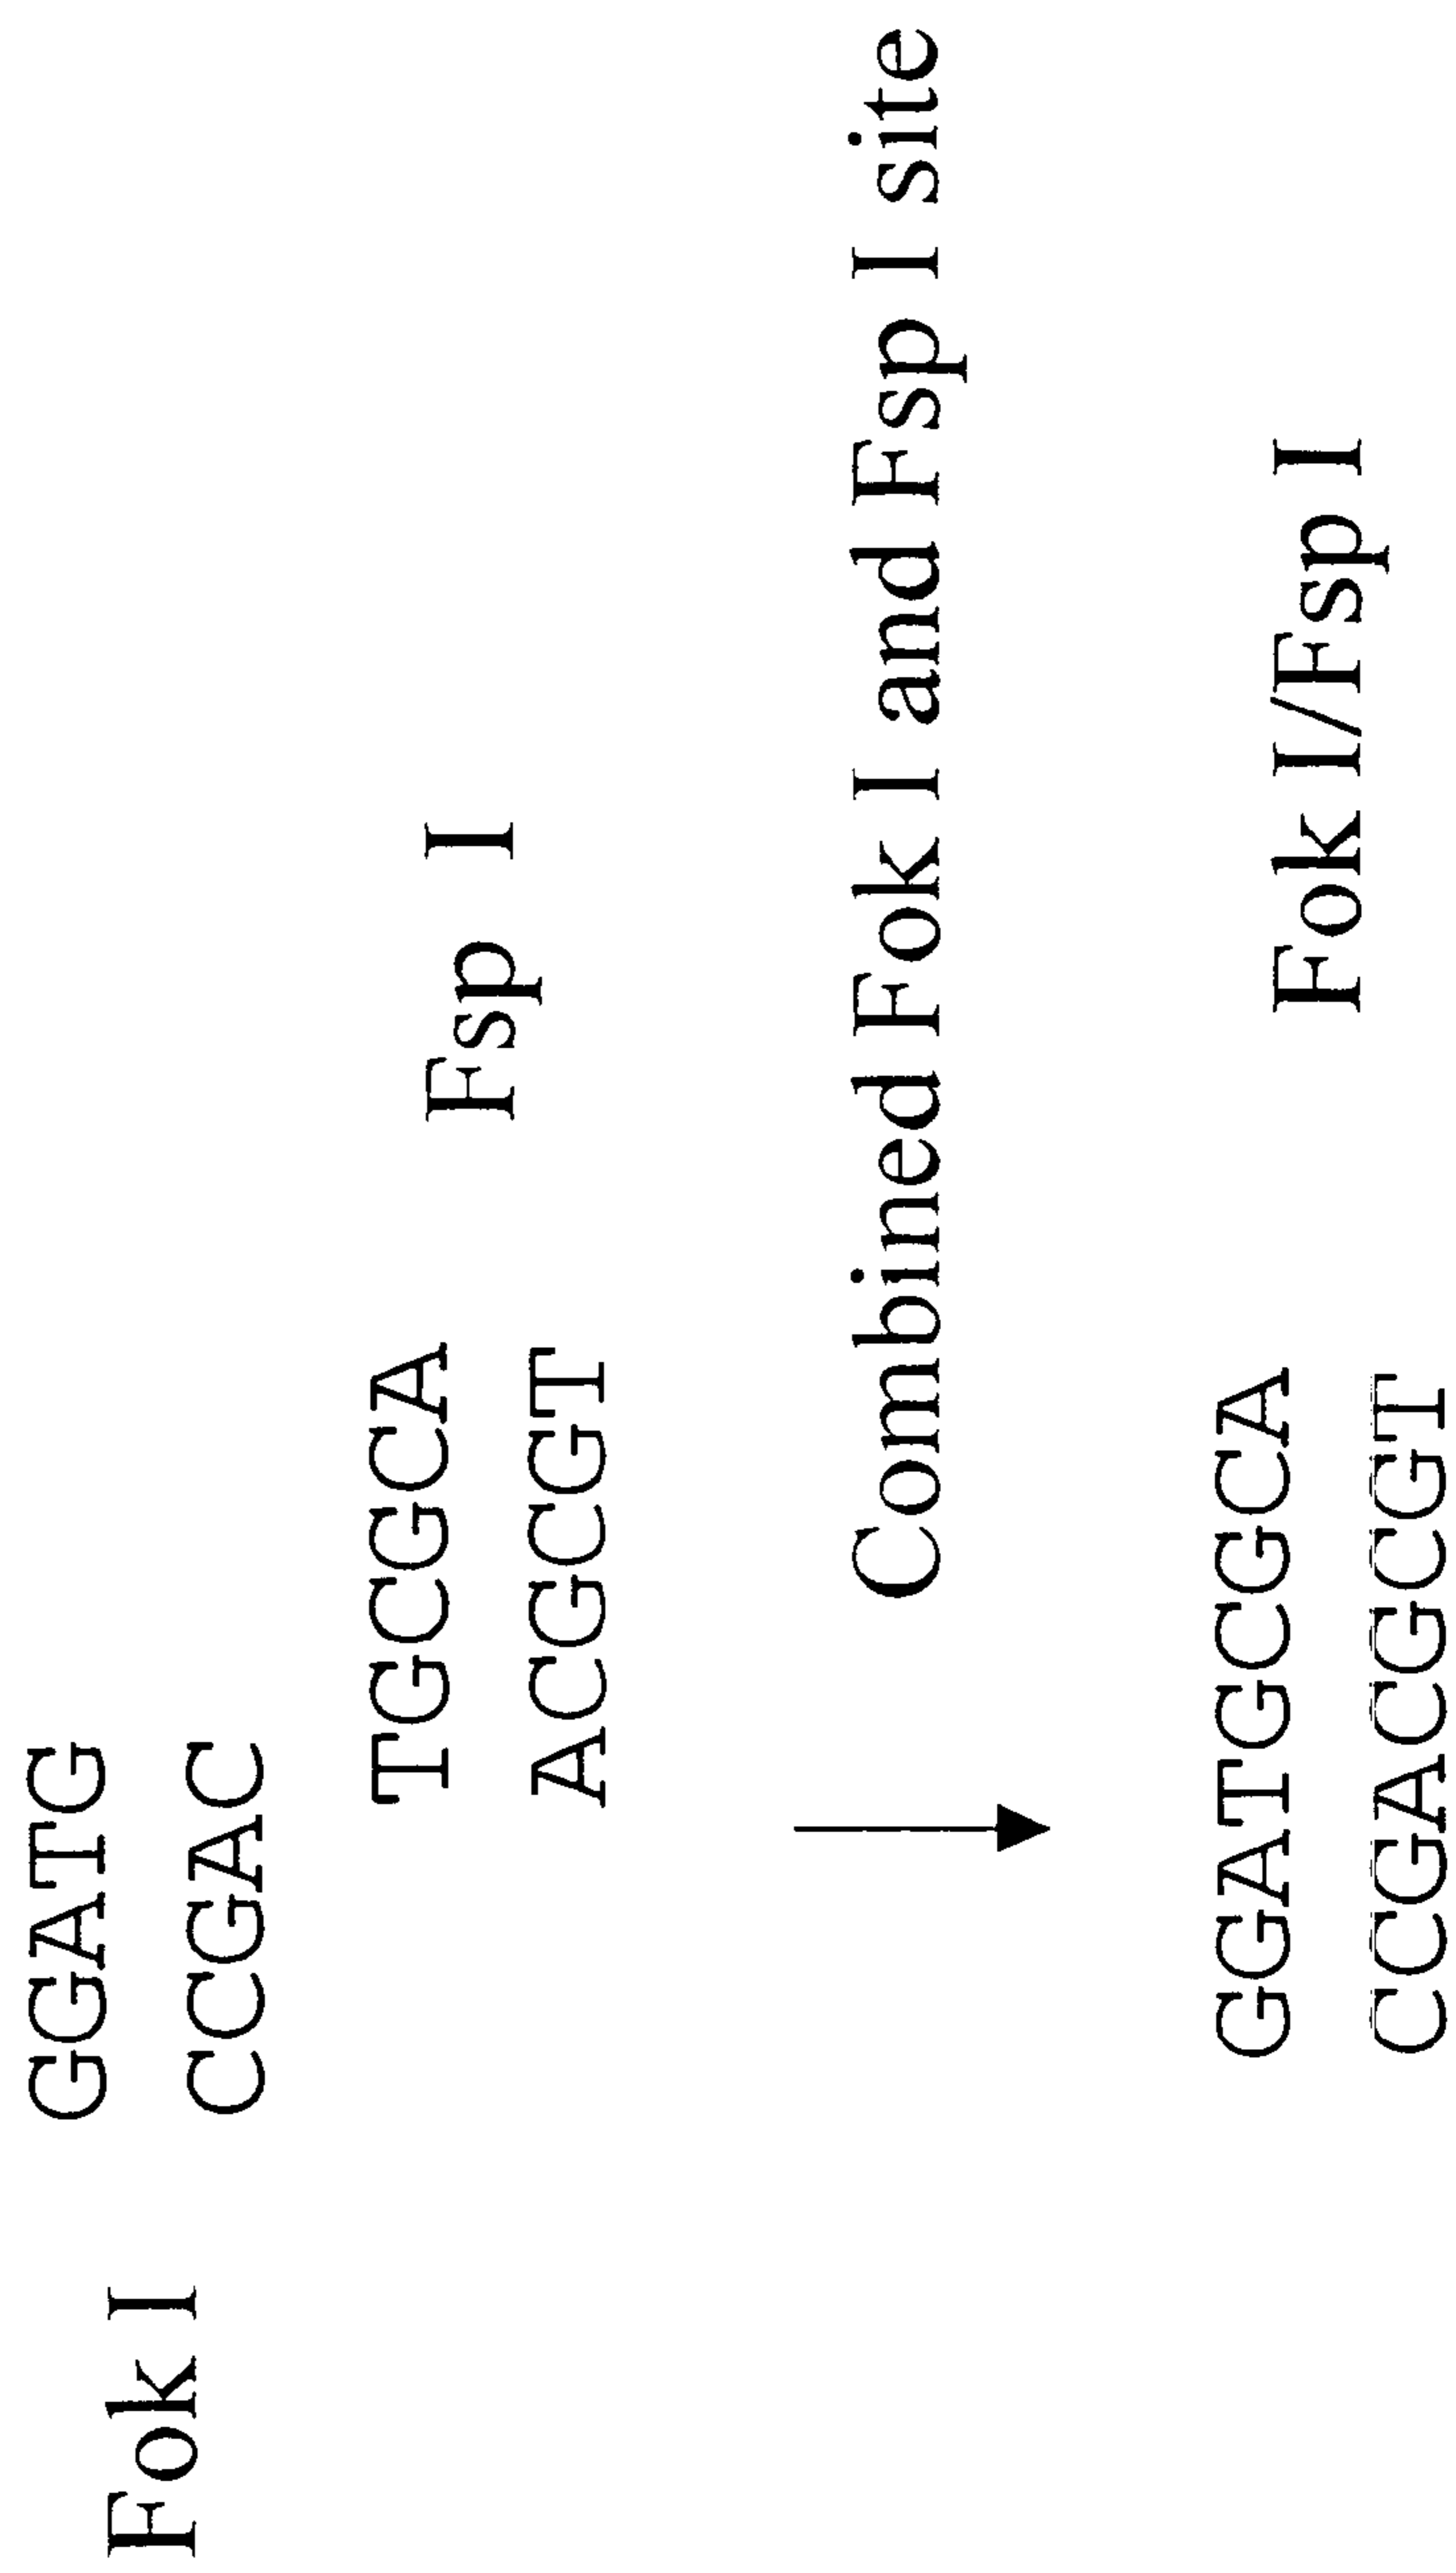 Fok I
GGATG
CCGAC
TGCGCA
ACGCGT
Fsp I
Combined Fok I and Fsp I site
GGATGCGCA
CCGACGCGT
Fok I/Fsp I